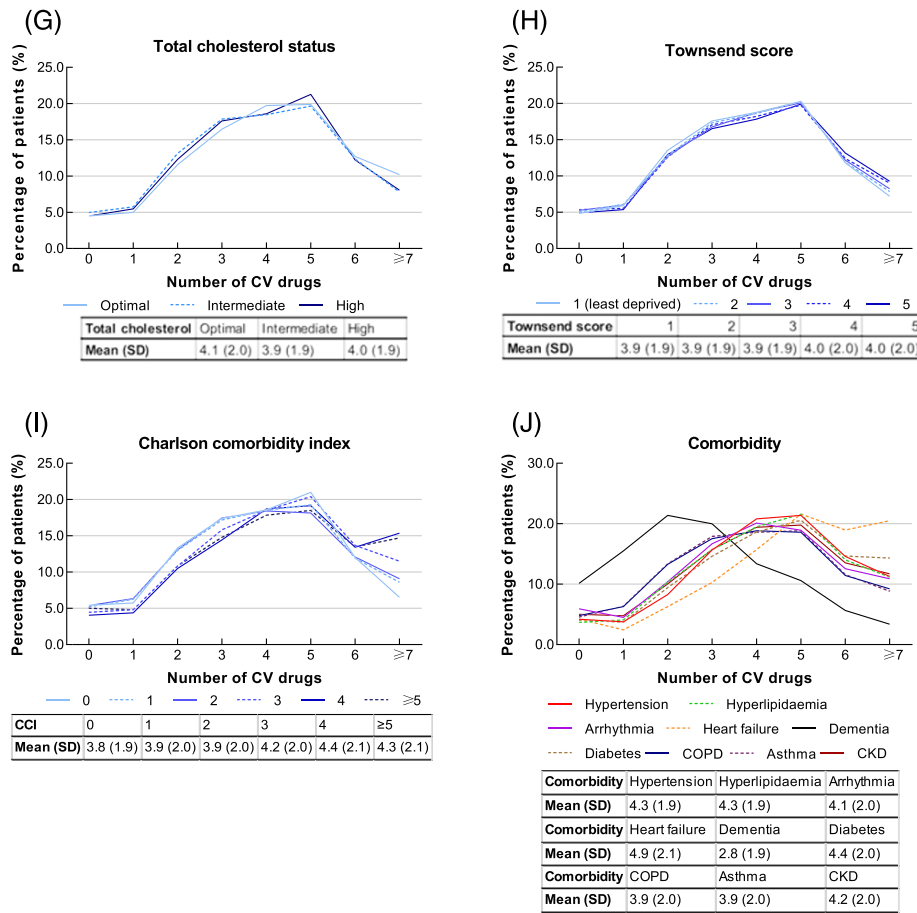 (G)
Total cholesterol status
Percentage of patients (%)
25.0
20.0
15.0
10.0
5.0
0.0
0 1 2 3 4 5 6 ⩾7
Number of CV drugs
Optimal Intermediate High
Total cholesterol Optimal Intermediate High
Mean (SD) 4.1 (2.0) 3.9 (1.9) 4.0 (1.9)
(H)
Townsend score
Percentage of patients (%)
25.0
20.0
15.0
10.0
5.0
0.0
0 1 2 3 4 5 6 ⩾7
Number of CV drugs
1 (least deprived) 2 3 4 5
Townsend score 1 2 3 4 5
Mean (SD) 3.9 (1.9) 3.9 (1.9) 3.9 (1.9) 4.0 (2.0) 4.0 (2.0)
(I)
Charlson comorbidity index
Percentage of patients (%)
25.0
20.0
15.0
10.0
5.0
0.0
0 1 2 3 4 5 6 ⩾7
Number of CV drugs
0 1 2 3 4 ⩾5
CCI 0 1 2 3 4 ≥5
Mean (SD) 3.8 (1.9) 3.9 (2.0) 3.9 (2.0) 4.2 (2.0) 4.4 (2.1) 4.3 (2.1)
(J)
Comorbidity
Percentage of patients (%)
30.0
20.0
10.0
0.0
0 1 2 3 4 5 6 ⩾7
Number of CV drugs
Hypertension Hyperlipidaemia
Arrhythmia Heart failure Dementia
Diabetes COPD Asthma CKD
Comorbidity Hypertension Hyperlipidaemia Arrhythmia
Mean (SD) 4.3 (1.9) 4.3 (1.9) 4.1 (2.0)
Comorbidity Heart failure Dementia Diabetes
Mean (SD) 4.9 (2.1) 2.8 (1.9) 4.4 (2.0)
Comorbidity COPD Asthma CKD
Mean (SD) 3.9 (2.0) 3.9 (2.0) 4.2 (2.0)